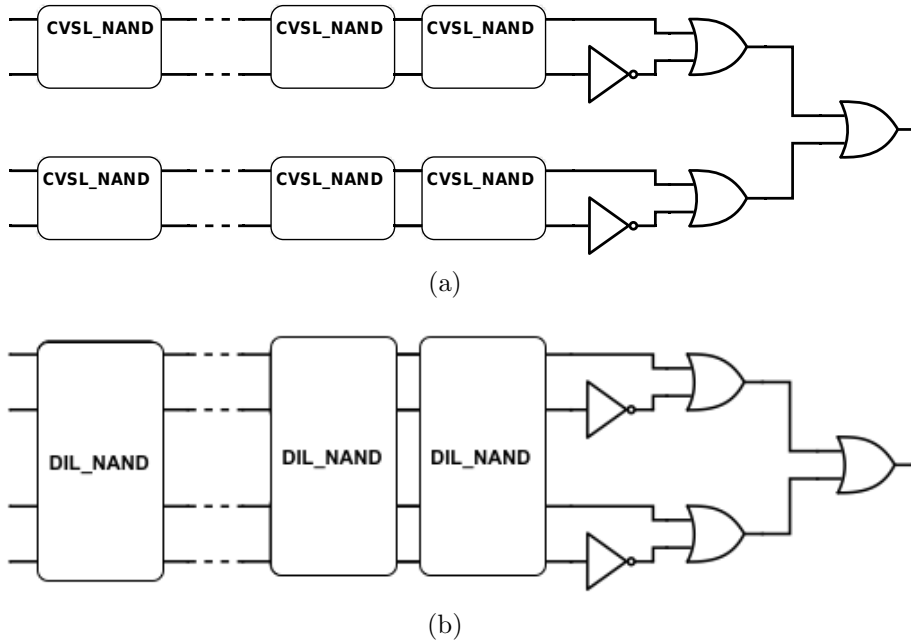 CVSL_NAND CVSL_NAND CVSL_NAND
CVSL_NAND CVSL_NAND CVSL_NAND
(a)
DIL_NAND DIL_NAND DIL_NAND
(b)